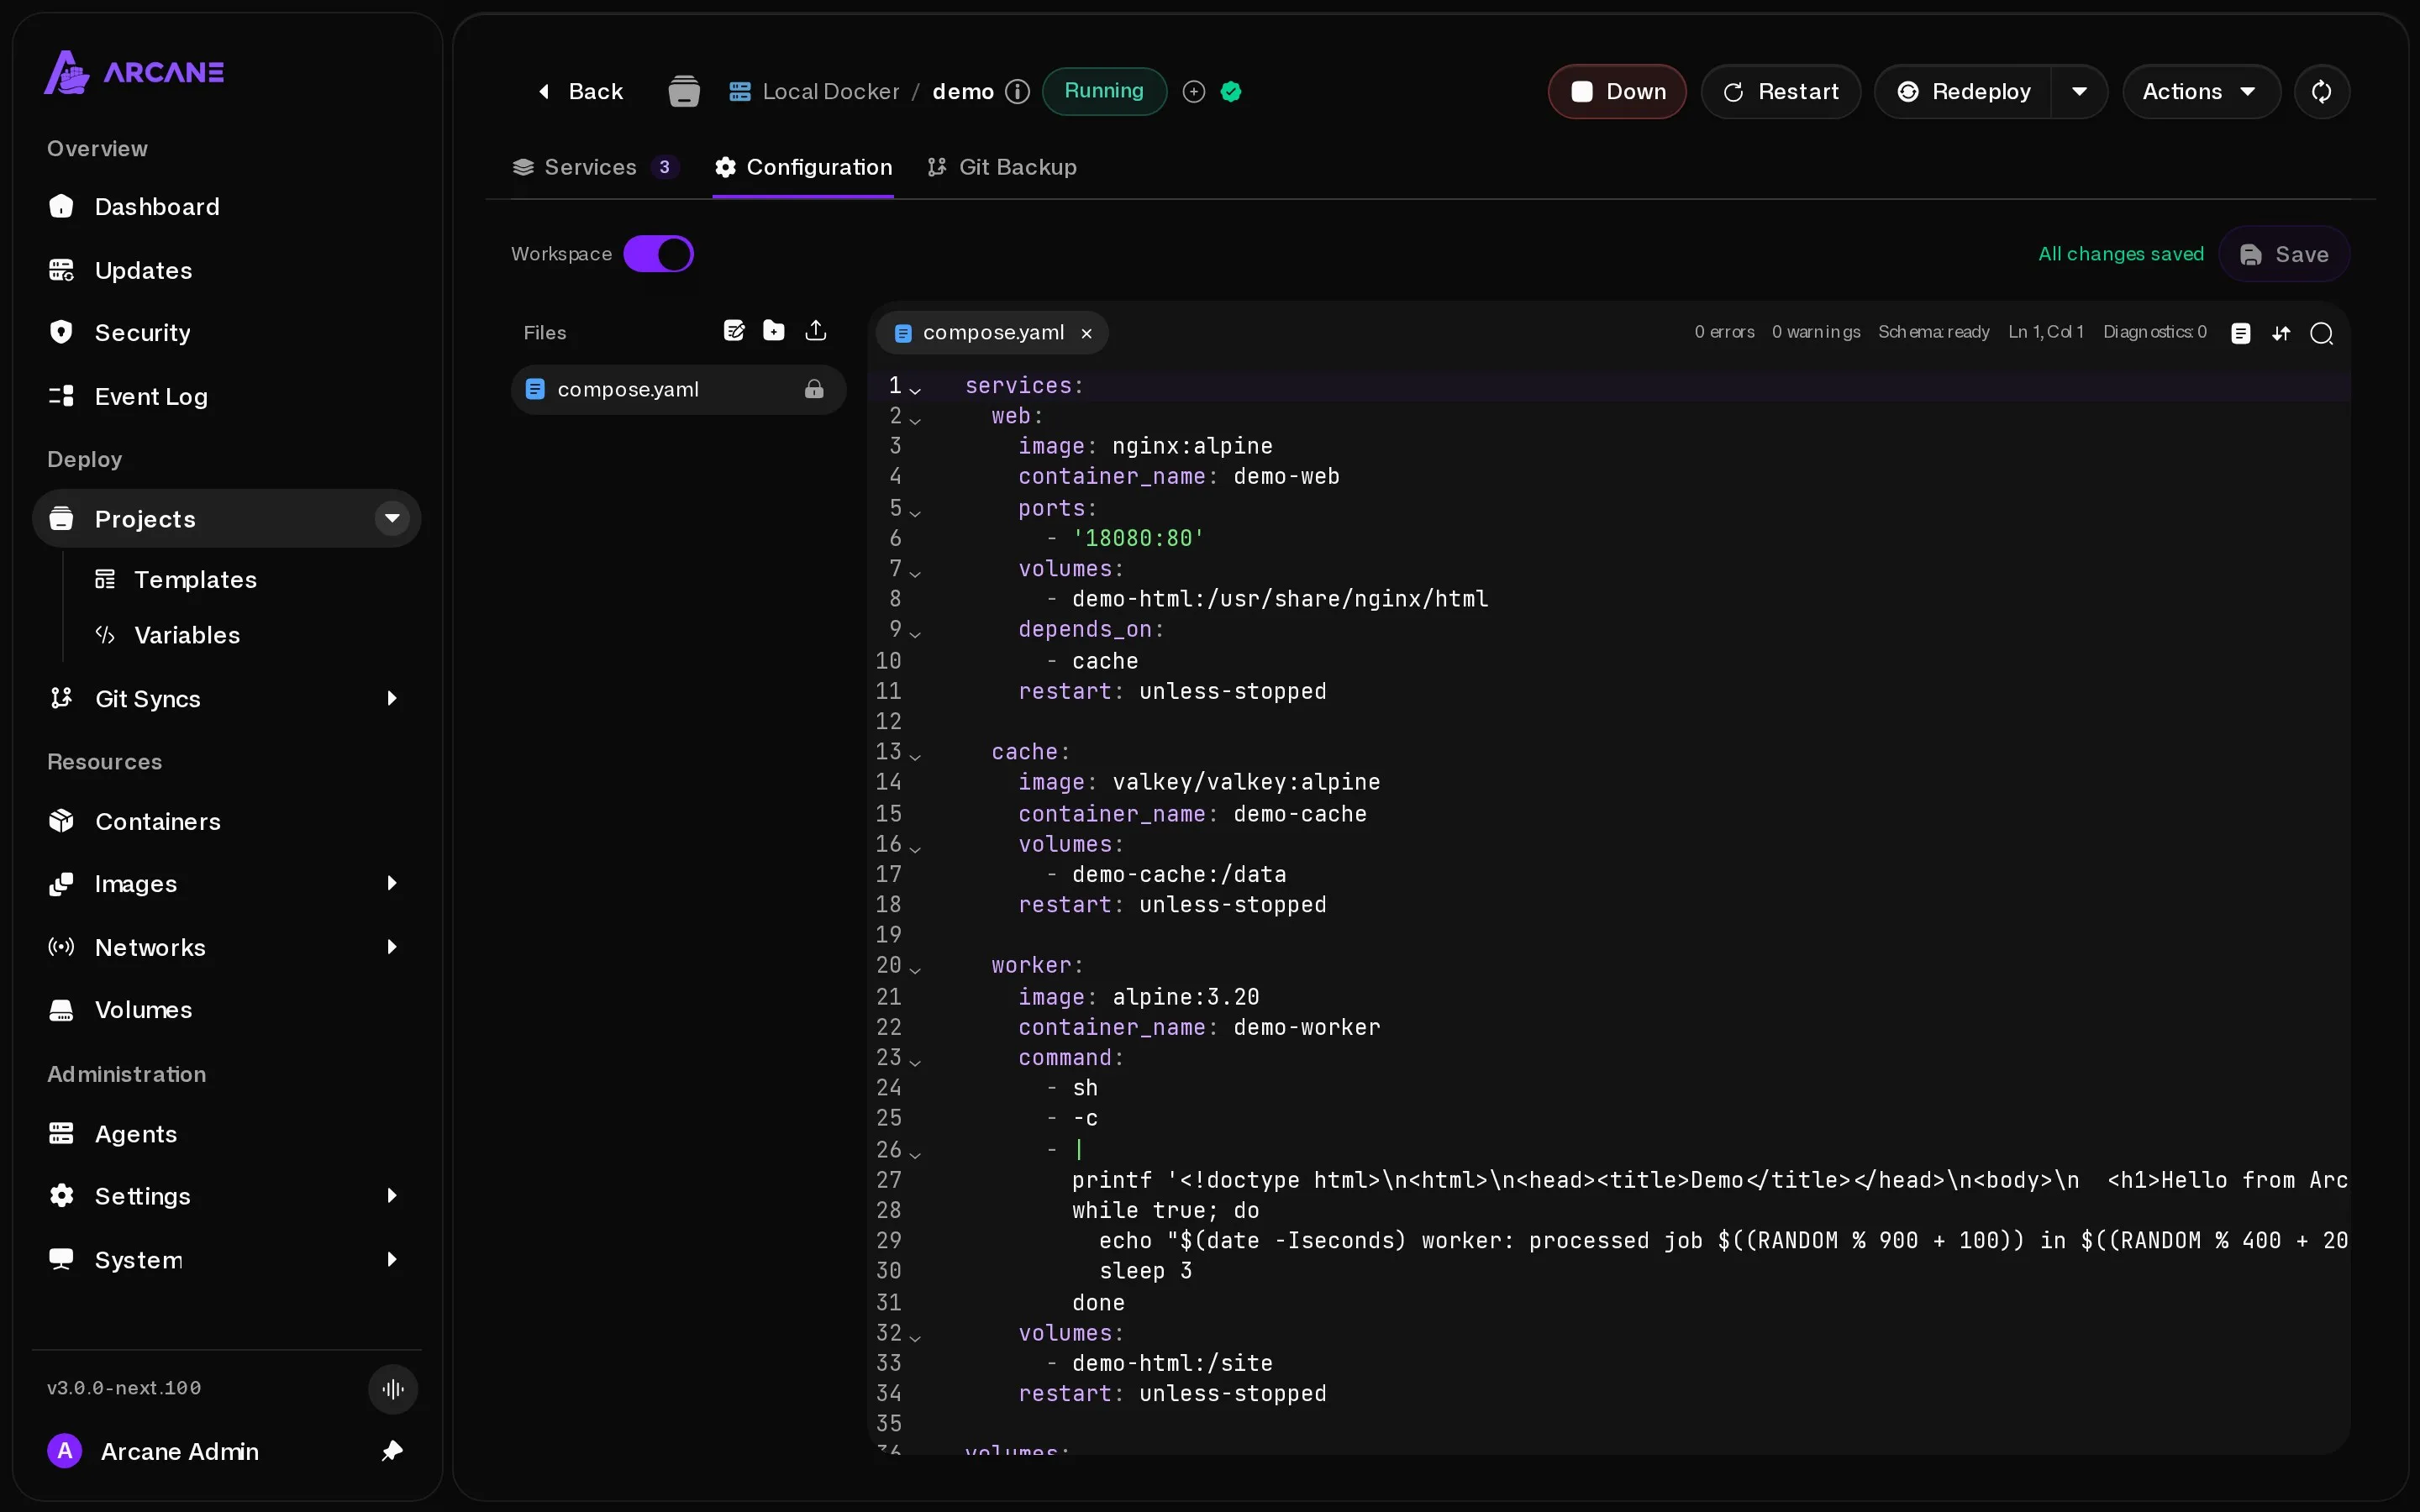 ARCANE
Overview
Dashboard
Updates
Security
Event Log
Deploy
Projects
Templates
Variables
Git Syncs
Resources
Containers
Images
Networks
Volumes
Administration
Agents
Settings
System
v3.0.0-next.100
A Arcane Admin
Back Local Docker / demo Running Down Restart Redeploy Actions
Services 3 Configuration Git Backup
Workspace All changes saved Save
Files
compose.yaml
compose.yaml × 0 errors 0 warnings Schema: ready Ln 1, Col 1 Diagnostics: 0
1 services:
2 web:
3 image: nginx:alpine
4 container_name: demo-web
5 ports:
6 - '18080:80'
7 volumes:
8 - demo-html:/usr/share/nginx/html
9 depends_on:
10 - cache
11 restart: unless-stopped
12
13 cache:
14 image: valkey/valkey:alpine
15 container_name: demo-cache
16 volumes:
17 - demo-cache:/data
18 restart: unless-stopped
19
20 worker:
21 image: alpine:3.20
22 container_name: demo-worker
23 command:
24 - sh
25 - -c
26 - |
27 printf '<!doctype html>\n<html>\n<head><title>Demo</title></head>\n<body>\n  <h1>Hello from Arc
28 while true; do
29 echo "$(date -Iseconds) worker: processed job $((RANDOM % 900 + 100)) in $((RANDOM % 400 + 20
30 sleep 3
31 done
32 volumes:
33 - demo-html:/site
34 restart: unless-stopped
35
36 volumes: